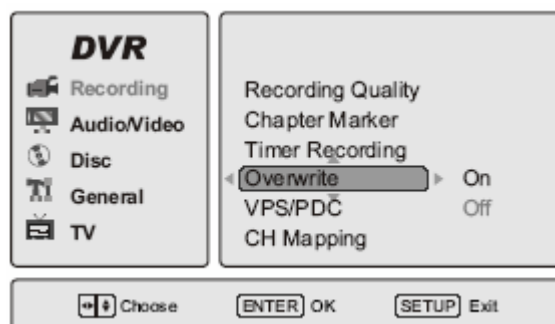 DVR
Recording
Audio/Video
Disc
General
TV
Recording Quality
Chapter Marker
Timer Recording
Overwrite On
VPS/PDC Off
CH Mapping
Choose ENTER OK SETUP Exit